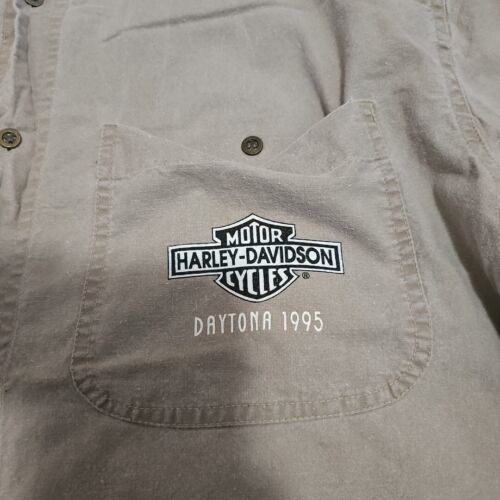 MOTOR
HARLEY-DAVIDSON
CYCLES ®
DAYTONA 1995